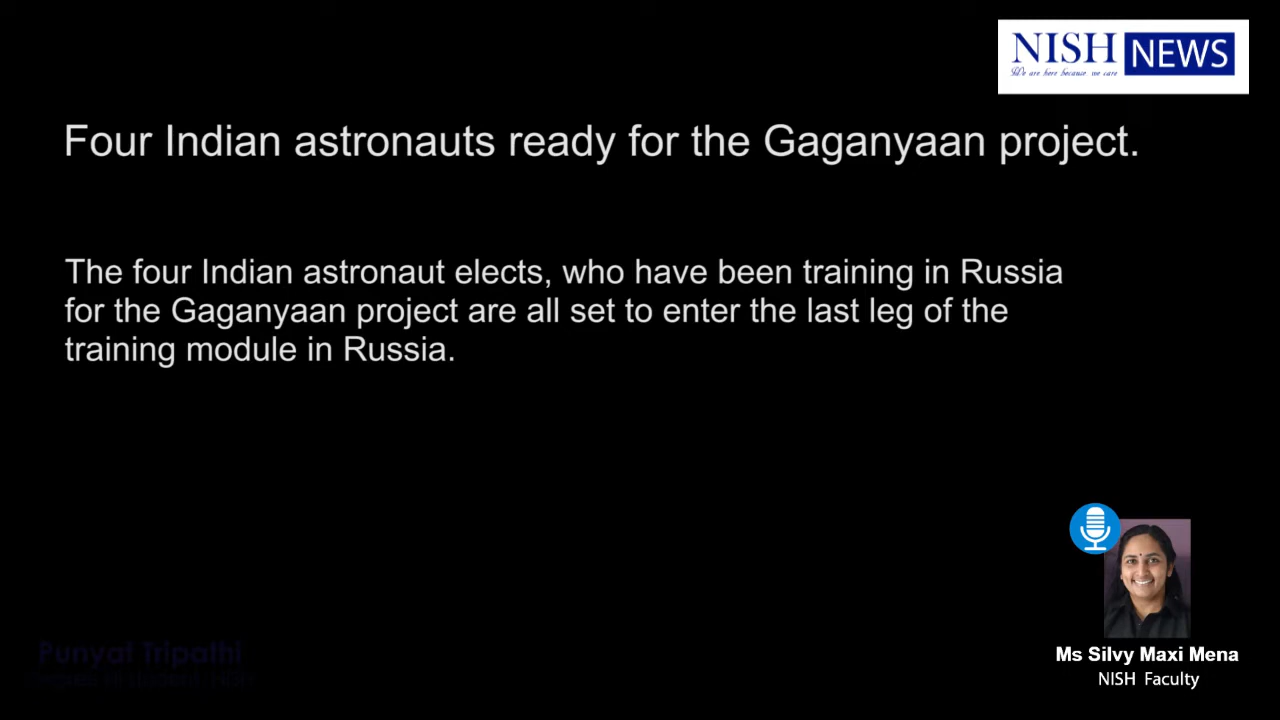 NISH NEWS
We are here because we care
Four Indian astronauts ready for the Gaganyaan project.
The four Indian astronaut elects, who have been training in Russia
for the Gaganyaan project are all set to enter the last leg of the
training module in Russia.
Punyat Tripathi
Ms Silvy Maxi Mena
NISH Faculty